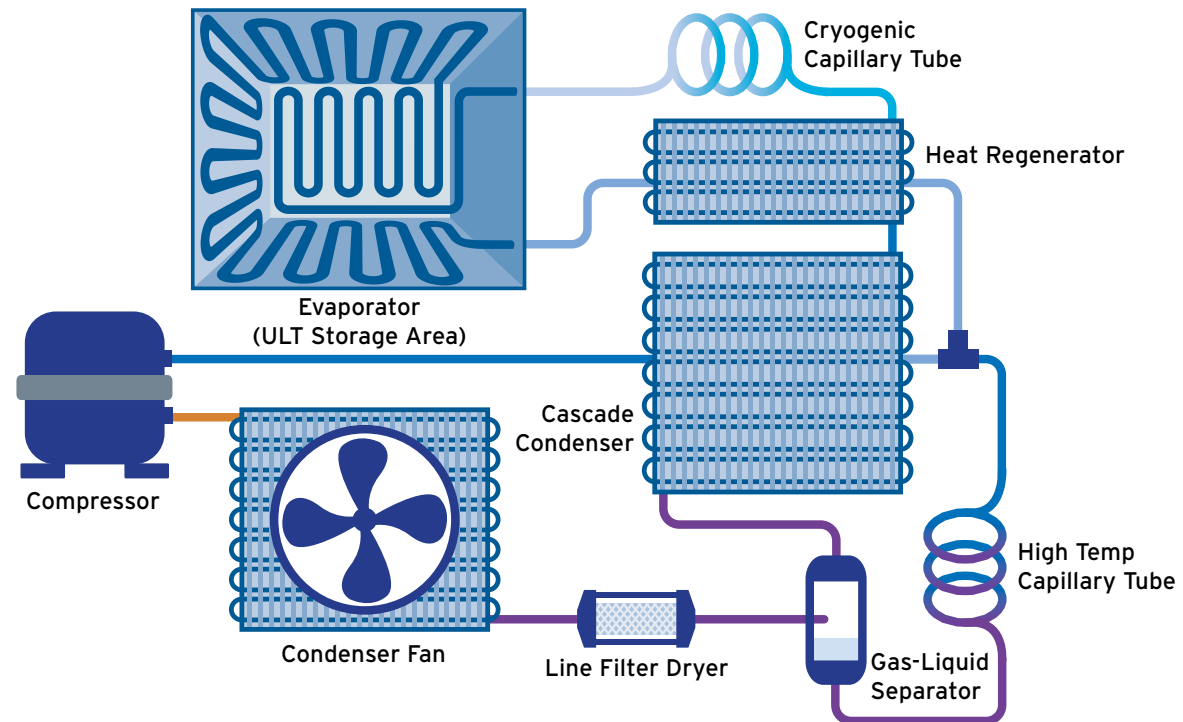 Cryogenic
Capillary Tube
Heat Regenerator
Evaporator
(ULT Storage Area)
Cascade
Condenser
Compressor
High Temp
Capillary Tube
Condenser Fan
Line Filter Dryer
Gas-Liquid
Separator